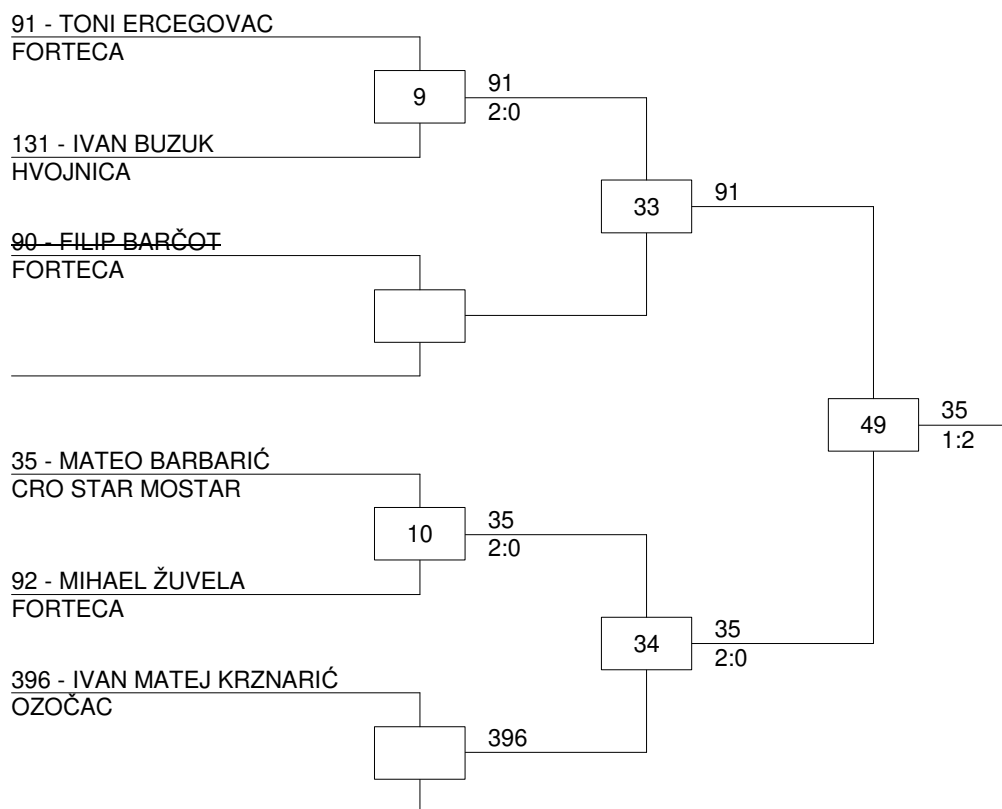 91 - TONI ERCEGOVAC
FORTECA
9
91
2:0
131 - IVAN BUZUK
HVOJNICA
33
91
90 - FILIP BARČOT
FORTECA
49
35
1:2
35 - MATEO BARBARIĆ
CRO STAR MOSTAR
10
35
2:0
92 - MIHAEL ŽUVELA
FORTECA
34
35
2:0
396 - IVAN MATEJ KRZNARIĆ
OZOČAC
396